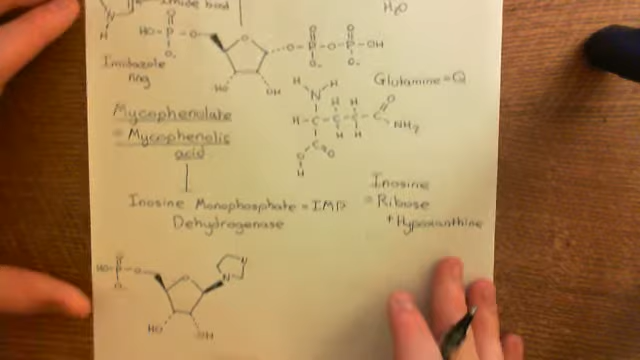 Amide bond
H₂O
Imidazole
ring
Glutamine = Q
Mycophenolate
= Mycophenolic
acid
Inosine Monophosphate = IMP
Dehydrogenase
Inosine
= Ribose
+ Hypoxanthine